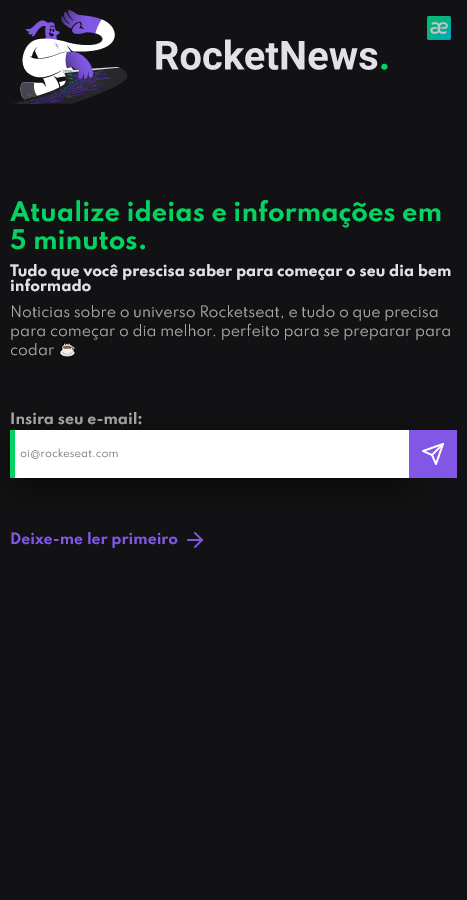 RocketNews.
æ
Atualize ideias e informações em
5 minutos.
Tudo que você prescisa saber para começar o seu dia bem
informado
Noticias sobre o universo Rocketseat, e tudo o que precisa
para começar o dia melhor. perfeito para se preparar para
codar ☕
Insira seu e-mail:
oi@rockeseat.com
Deixe-me ler primeiro →